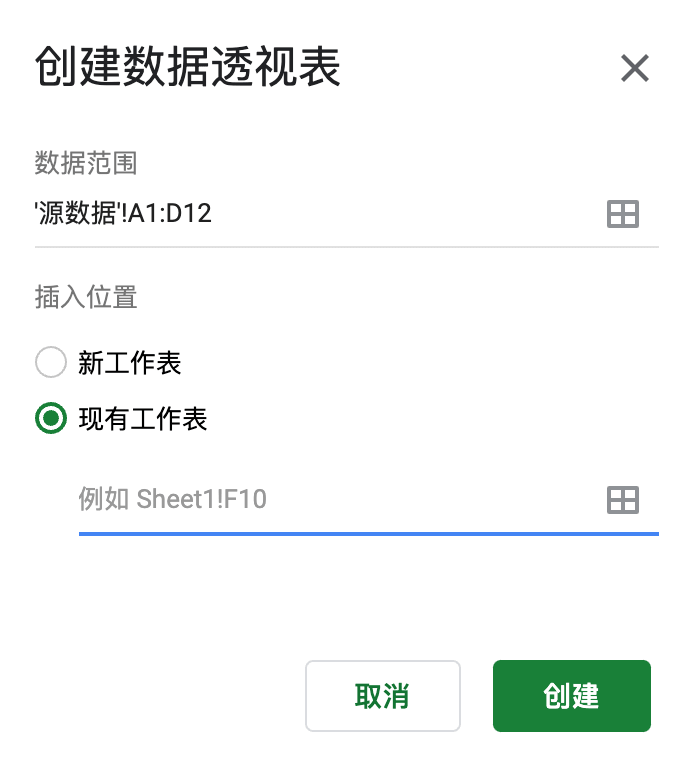 创建数据透视表
数据范围
'源数据'!A1:D12
插入位置
新工作表
现有工作表
例如 Sheet1!F10
取消
创建